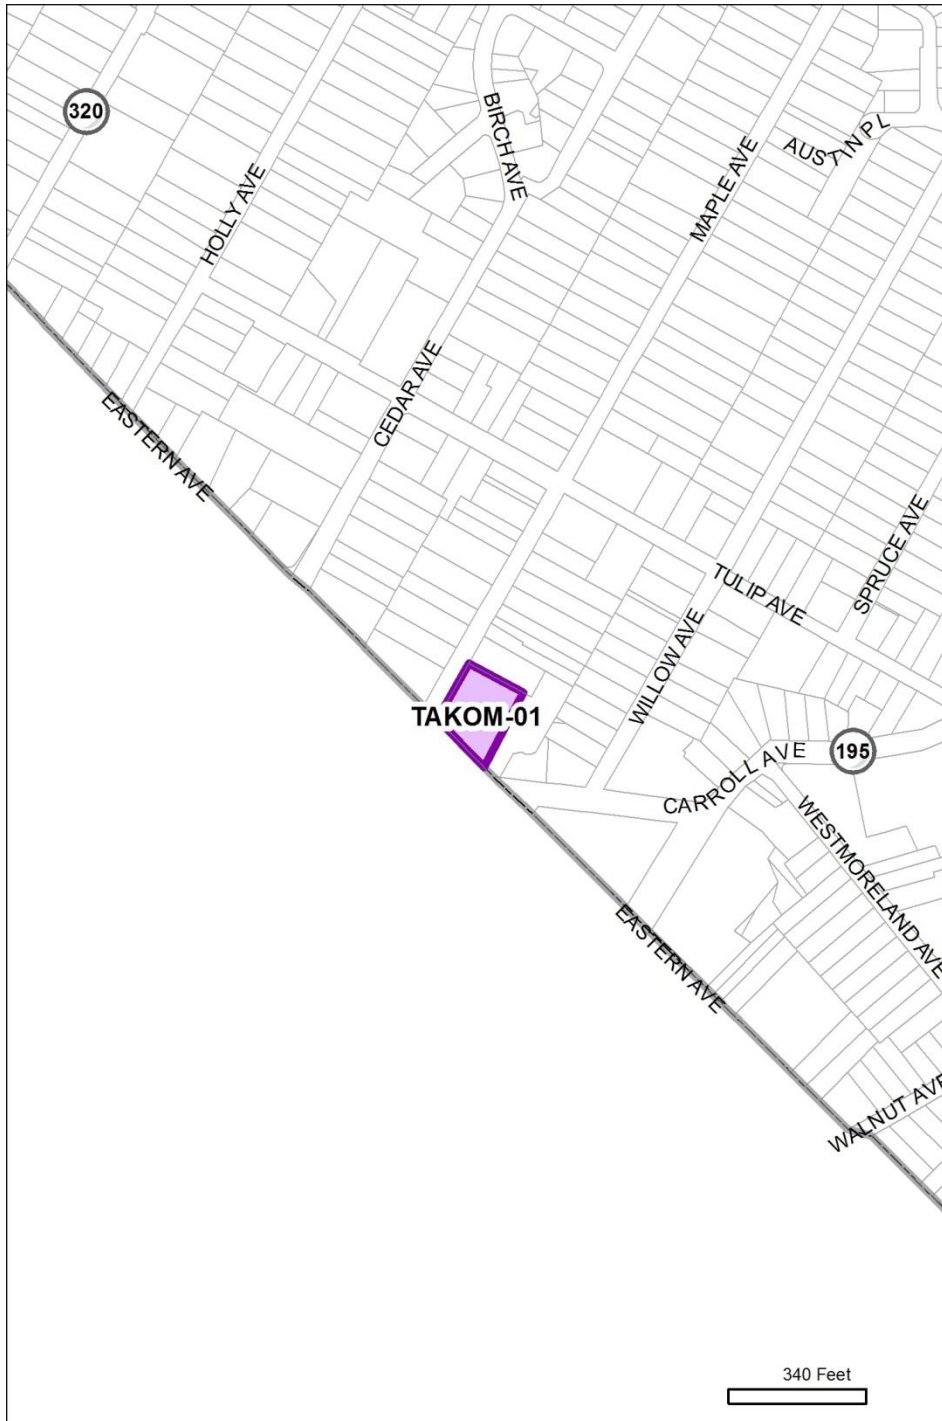 320
BIRCH AVE
AUSTIN PL
HOLLY AVE
MAPLE AVE
CEDAR AVE
EASTERN AVE
SPRUCE AVE
TULIP AVE
WILLOW AVE
TAKOM-01
195
CARROLL AVE
WESTMORELAND AVE
EASTERN AVE
WALNUT AVE
340 Feet